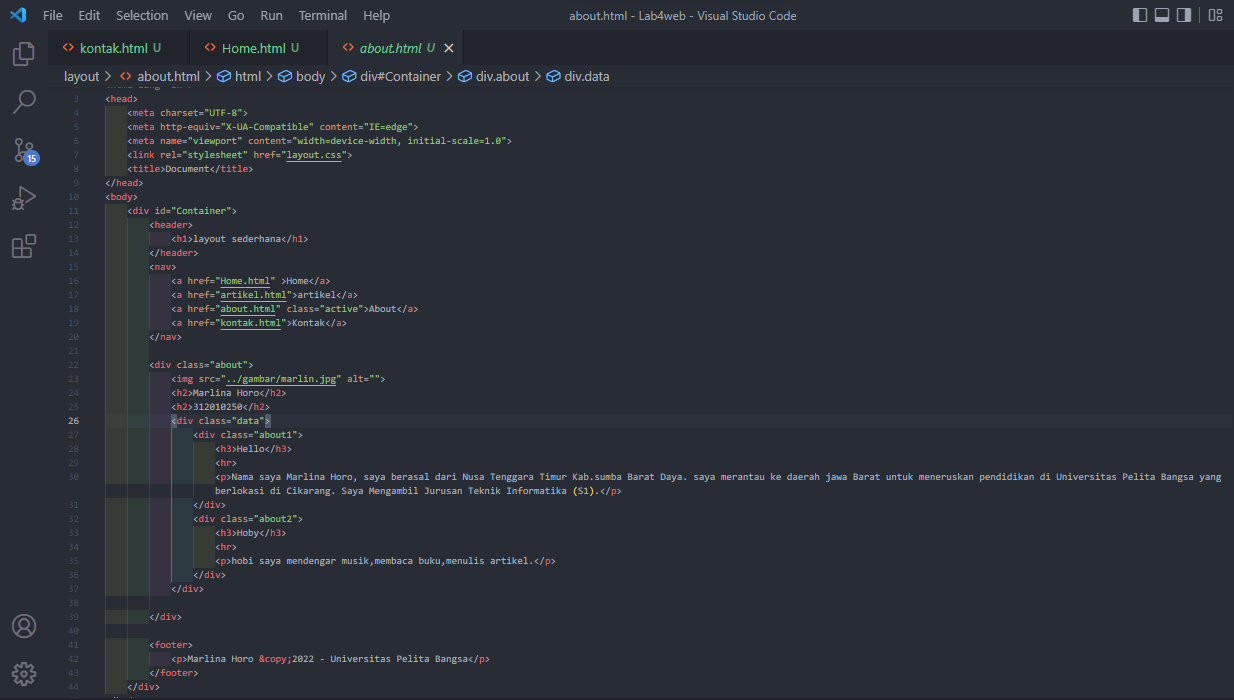 File Edit Selection View Go Run Terminal Help about.html - Lab4web - Visual Studio Code
kontak.html U Home.html U about.html U
layout > about.html > html > body > div#Container > div.about > div.data
3 <head>
4 <meta charset="UTF-8">
5 <meta http-equiv="X-UA-Compatible" content="IE=edge">
6 <meta name="viewport" content="width=device-width, initial-scale=1.0">
7 <link rel="stylesheet" href="layout.css">
8 <title>Document</title>
9 </head>
10 <body>
11 <div id="Container">
12 <header>
13 <h1>layout sederhana</h1>
14 </header>
15 <nav>
16 <a href="Home.html" >Home</a>
17 <a href="artikel.html">artikel</a>
18 <a href="about.html" class="active">About</a>
19 <a href="kontak.html">Kontak</a>
20 </nav>
21
22 <div class="about">
23 <img src="../gambar/marlin.jpg" alt="">
24 <h2>Marlina Horo</h2>
25 <h2>312010250</h2>
26 <div class="data">
27 <div class="about1">
28 <h3>Hello</h3>
29 <hr>
30 <p>Nama saya Marlina Horo, saya berasal dari Nusa Tenggara Timur Kab.sumba Barat Daya. saya merantau ke daerah jawa Barat untuk meneruskan pendidikan di Universitas Pelita Bangsa yang
berlokasi di Cikarang. Saya Mengambil Jurusan Teknik Informatika (S1).</p>
31 </div>
32 <div class="about2">
33 <h3>Hoby</h3>
34 <hr>
35 <p>hobi saya mendengar musik,membaca buku,menulis artikel.</p>
36 </div>
37 </div>
38
39 </div>
40
41 <footer>
42 <p>Marlina Horo &copy;2022 - Universitas Pelita Bangsa</p>
43 </footer>
44 </div>
15